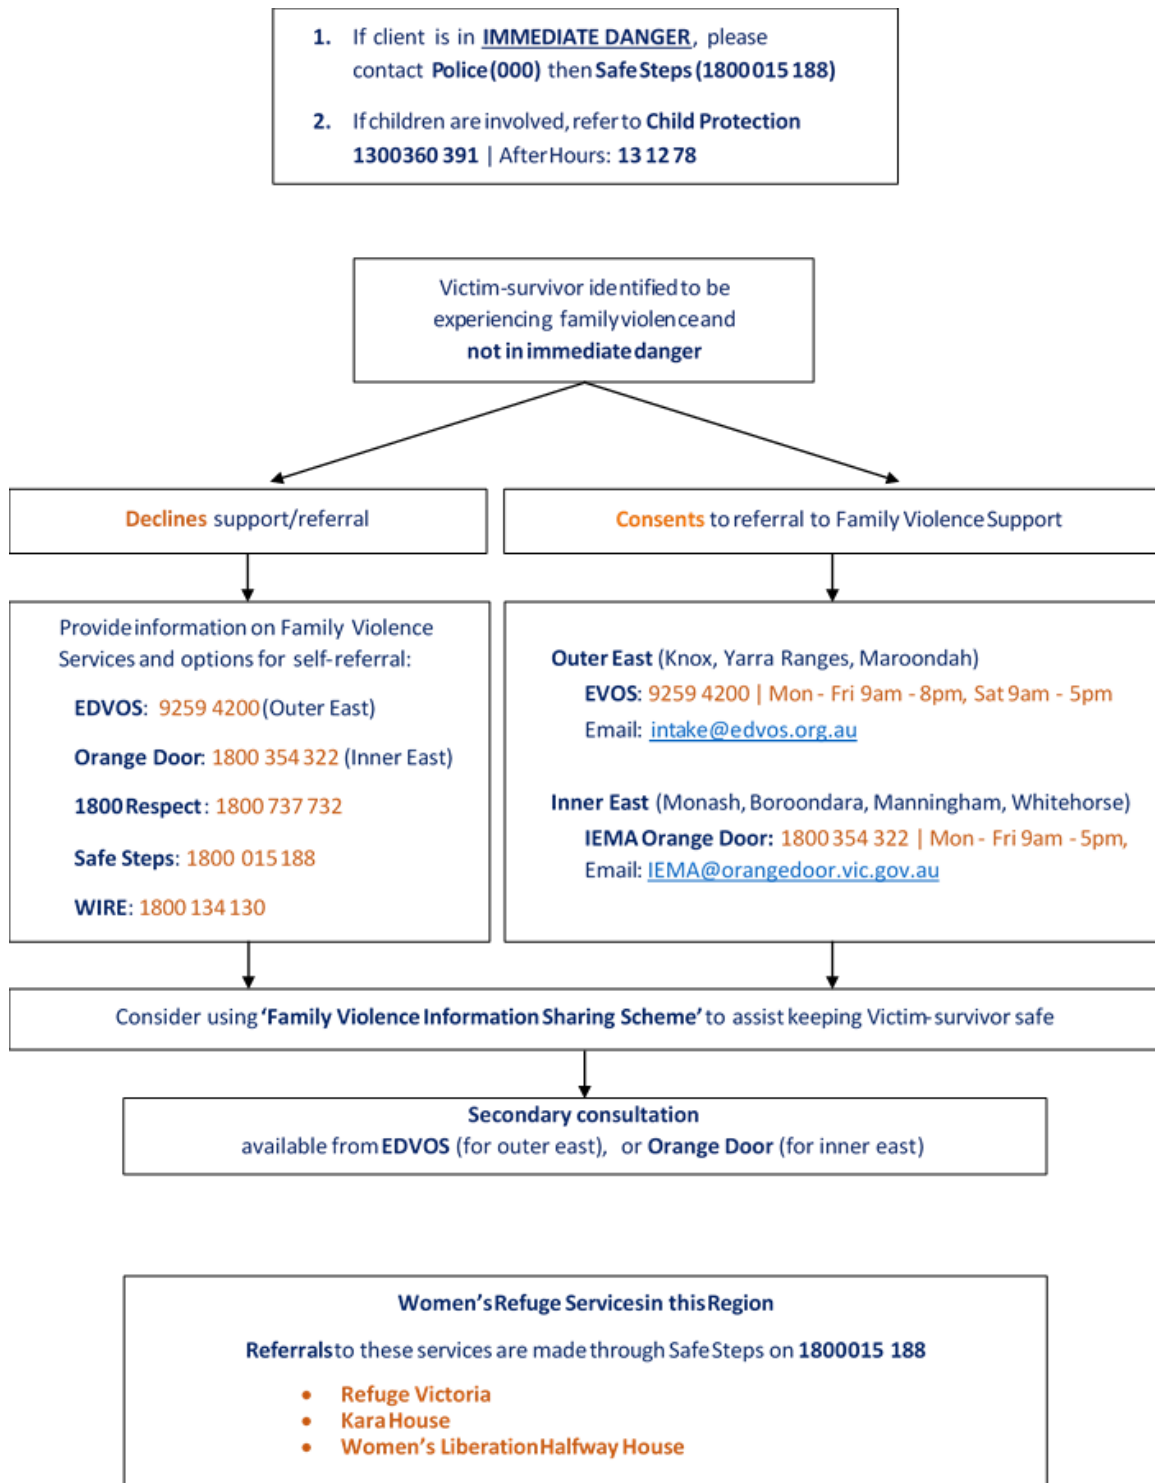 1. If client is in IMMEDIATE DANGER, please
contact Police (000) then Safe Steps (1800 015 188)
2. If children are involved, refer to Child Protection
1300 360 391 | After Hours: 13 12 78
Victim-survivor identified to be
experiencing family violence and
not in immediate danger
Declines support/referral
Consents to referral to Family Violence Support
Provide information on Family Violence
Services and options for self-referral:
EDVOS: 9259 4200 (Outer East)
Orange Door: 1800 354 322 (Inner East)
1800 Respect: 1800 737 732
Safe Steps: 1800 015 188
WIRE: 1800 134 130
Outer East (Knox, Yarra Ranges, Maroondah)
EVOS: 9259 4200 | Mon - Fri 9am - 8pm, Sat 9am - 5pm
Email: intake@edvos.org.au
Inner East (Monash, Boroondara, Manningham, Whitehorse)
IEMA Orange Door: 1800 354 322 | Mon - Fri 9am - 5pm,
Email: IEMA@orangedoor.vic.gov.au
Consider using ‘Family Violence Information Sharing Scheme’ to assist keeping Victim-survivor safe
Secondary consultation
available from EDVOS (for outer east), or Orange Door (for inner east)
Women’s Refuge Services in this Region
Referrals to these services are made through Safe Steps on 1800 015 188
• Refuge Victoria
• Kara House
• Women’s Liberation Halfway House